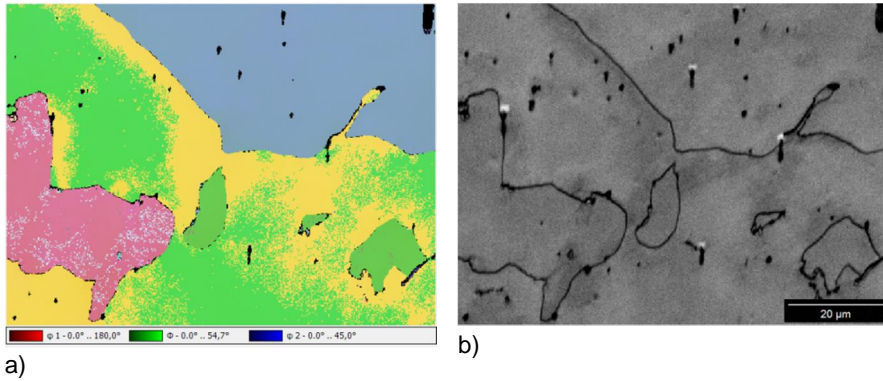 φ 1 - 0.0° .. 180,0°
Φ - 0.0° .. 54,7°
φ 2 - 0.0° .. 45,0°
20 µm
a)
b)